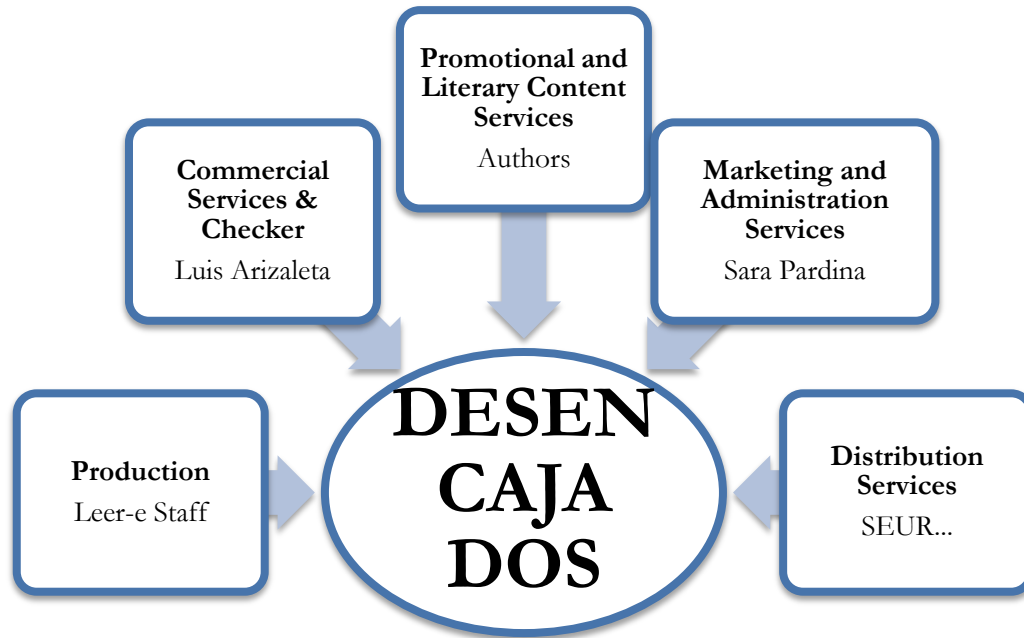 Promotional and
Literary Content
Services
Authors
Commercial
Services &
Checker
Luis Arizaleta
Marketing and
Administration
Services
Sara Pardina
Production
Leer-e Staff
DESEN
CAJA
DOS
Distribution
Services
SEUR...